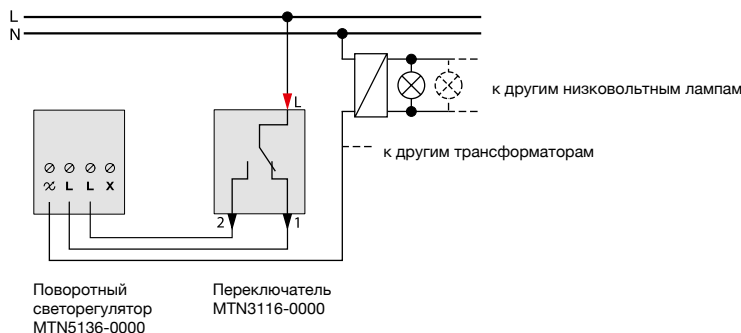 L
N
L
к другим низковольтным лампам
к другим трансформаторам
L L X
2 1
Поворотный
светорегулятор
MTN5136-0000
Переключатель
MTN3116-0000